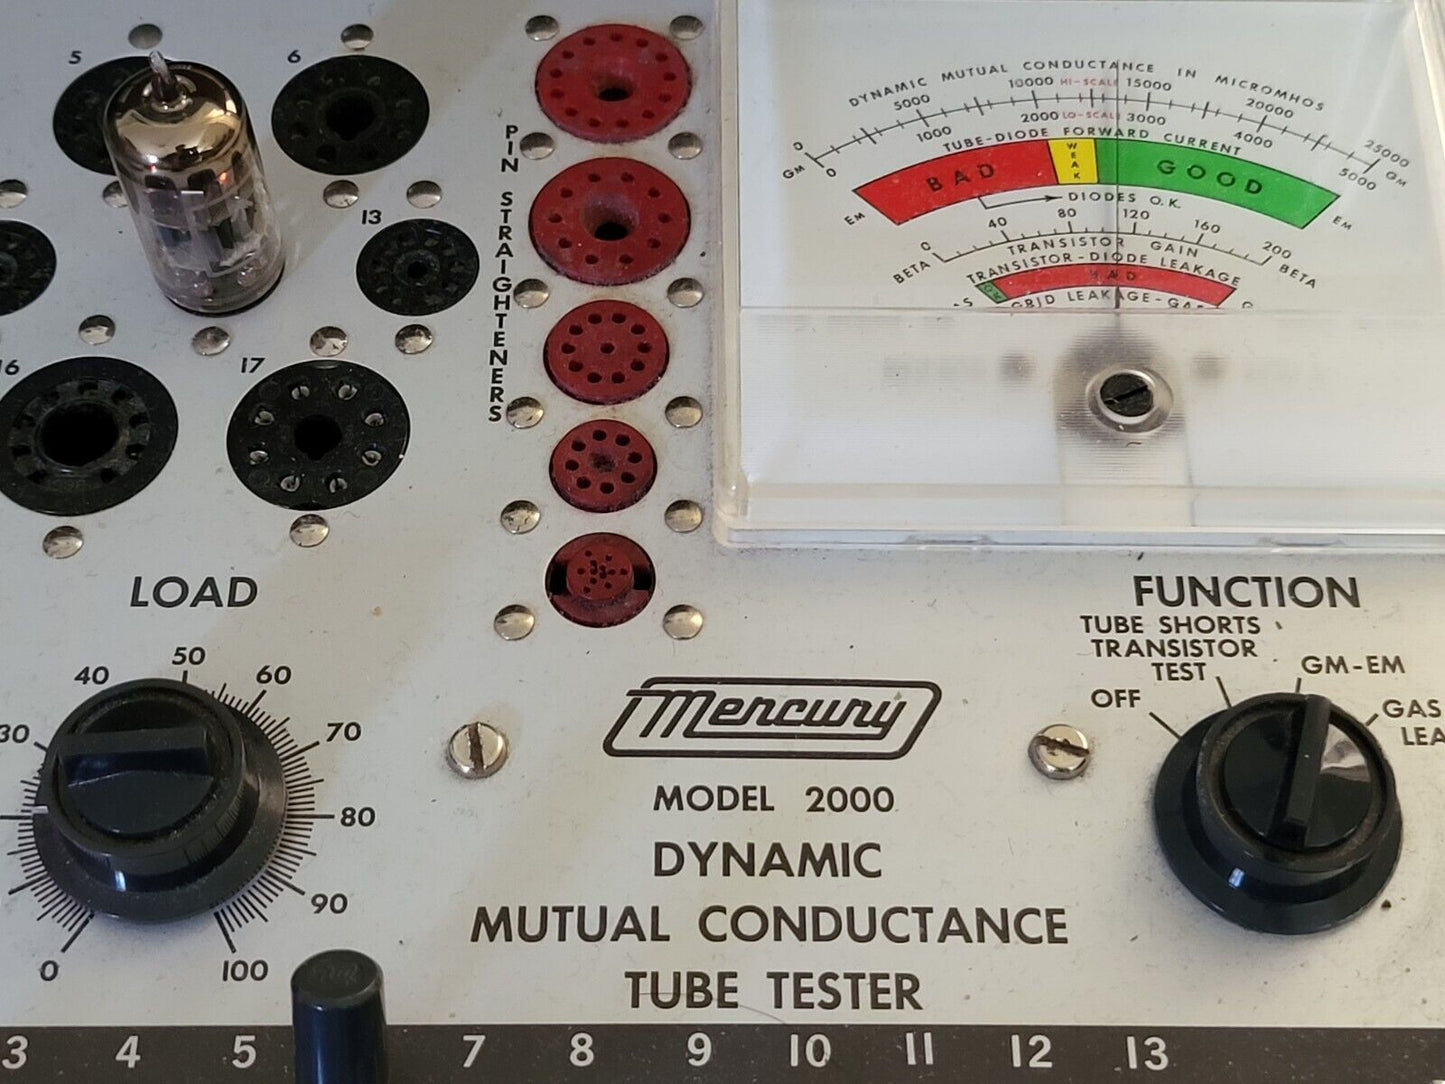 5
6
13
16
17
PIN STRAIGHTENERS
DYNAMIC MUTUAL CONDUCTANCE IN MICROMHOS
0 5000 10000 HI-SCALE 15000 20000 25000
GM GM
0 1000 2000 LO-SCALE 3000 4000 5000
TUBE-DIODE FORWARD CURRENT
EM BAD WEAK GOOD EM
DIODES O.K.
0 40 80 120 160 200
BETA TRANSISTOR GAIN BETA
TRANSISTOR-DIODE LEAKAGE
OK BAD
GRID LEAKAGE-GAS
LOAD
0 30 40 50 60 70 80 90 100
FUNCTION
OFF
TUBE SHORTS
TRANSISTOR
TEST
GM-EM
GAS
LEA
Mercury
MODEL 2000
DYNAMIC
MUTUAL CONDUCTANCE
TUBE TESTER
3 4 5 7 8 9 10 11 12 13